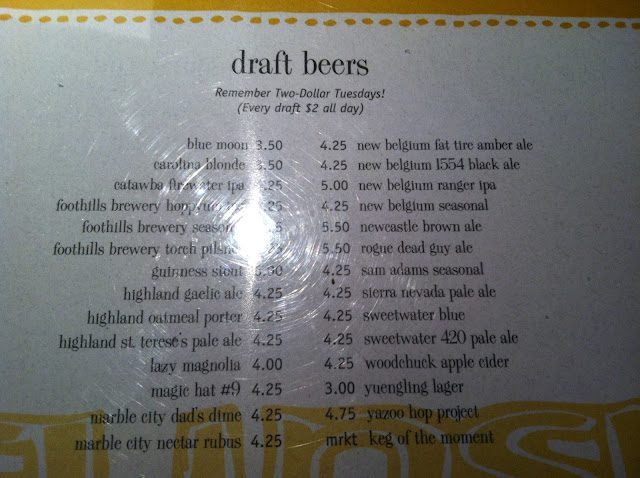 draft beers
Remember Two-Dollar Tuesdays!
(Every draft $2 all day)
blue moon 3.50
carolina blonde 3.50
catawba firewater ipa 4.25
foothills brewery
foothills brewery
foothills brewery torch pilsner
guinness stout
highland gaelic ale 4.25
highland oatmeal porter 4.25
highland st. terese's pale ale 4.25
lazy magnolia 4.00
magic hat #9 4.25
marble city dad's dime 4.25
marble city nectar rubus 4.25
4.25 new belgium fat tire amber ale
4.25 new belgium 1554 black ale
5.00 new belgium ranger ipa
4.25 new belgium seasonal
5.50 newcastle brown ale
5.50 rogue dead guy ale
4.25 sam adams seasonal
4.25 sierra nevada pale ale
4.25 sweetwater blue
4.25 sweetwater 420 pale ale
4.25 woodchuck apple cider
3.00 yuengling lager
4.75 yazoo hop project
mrkt keg of the moment